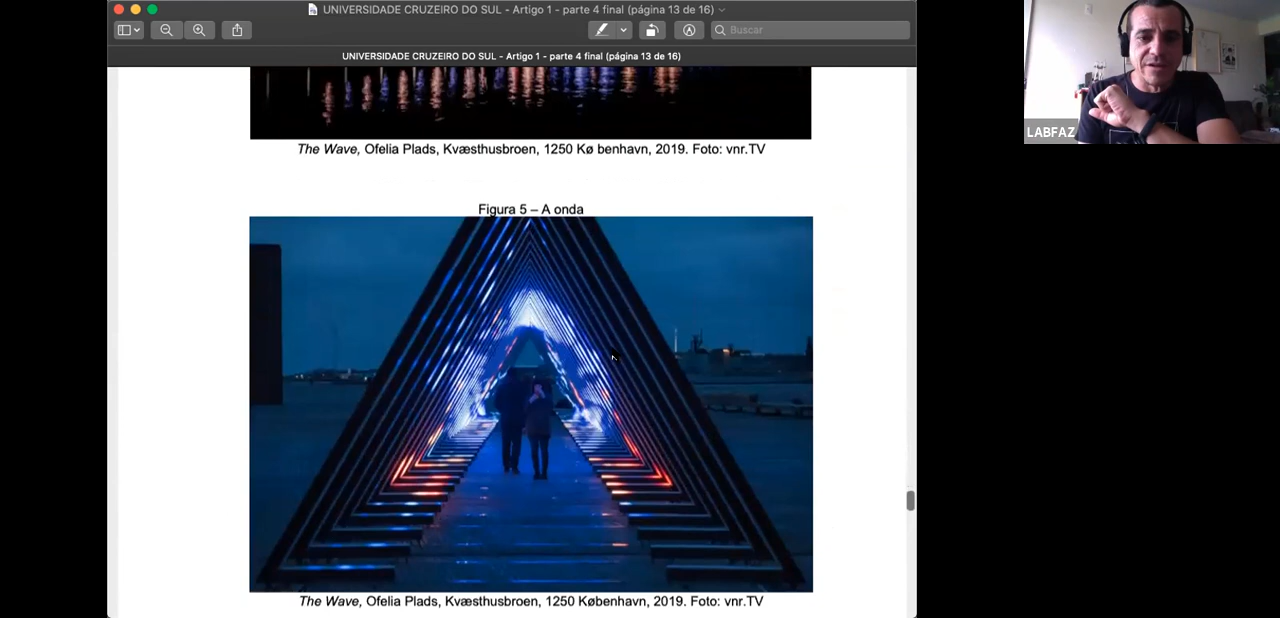 UNIVERSIDADE CRUZEIRO DO SUL - Artigo 1 - parte 4 final (página 13 de 16)
Buscar
UNIVERSIDADE CRUZEIRO DO SUL - Artigo 1 - parte 4 final (página 13 de 16)
LABFAZ
The Wave, Ofelia Plads, Kvæsthusbroen, 1250 Kø benhavn, 2019. Foto: vnr.TV
Figura 5 – A onda
The Wave, Ofelia Plads, Kvæsthusbroen, 1250 København, 2019. Foto: vnr.TV